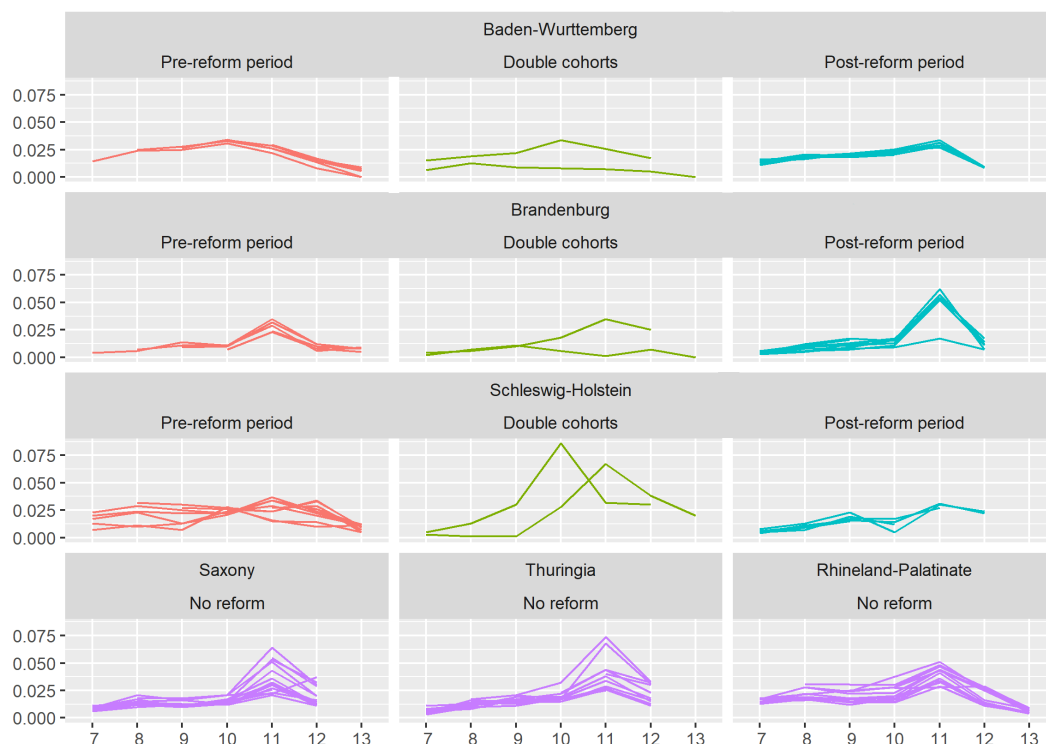 Baden-Wurttemberg
Pre-reform period Double cohorts Post-reform period
0.075
0.050
0.025
0.000
Brandenburg
Pre-reform period Double cohorts Post-reform period
0.075
0.050
0.025
0.000
Schleswig-Holstein
Pre-reform period Double cohorts Post-reform period
0.075
0.050
0.025
0.000
Saxony Thuringia Rhineland-Palatinate
No reform No reform No reform
0.075
0.050
0.025
0.000
7 8 9 10 11 12 13 7 8 9 10 11 12 13 7 8 9 10 11 12 13